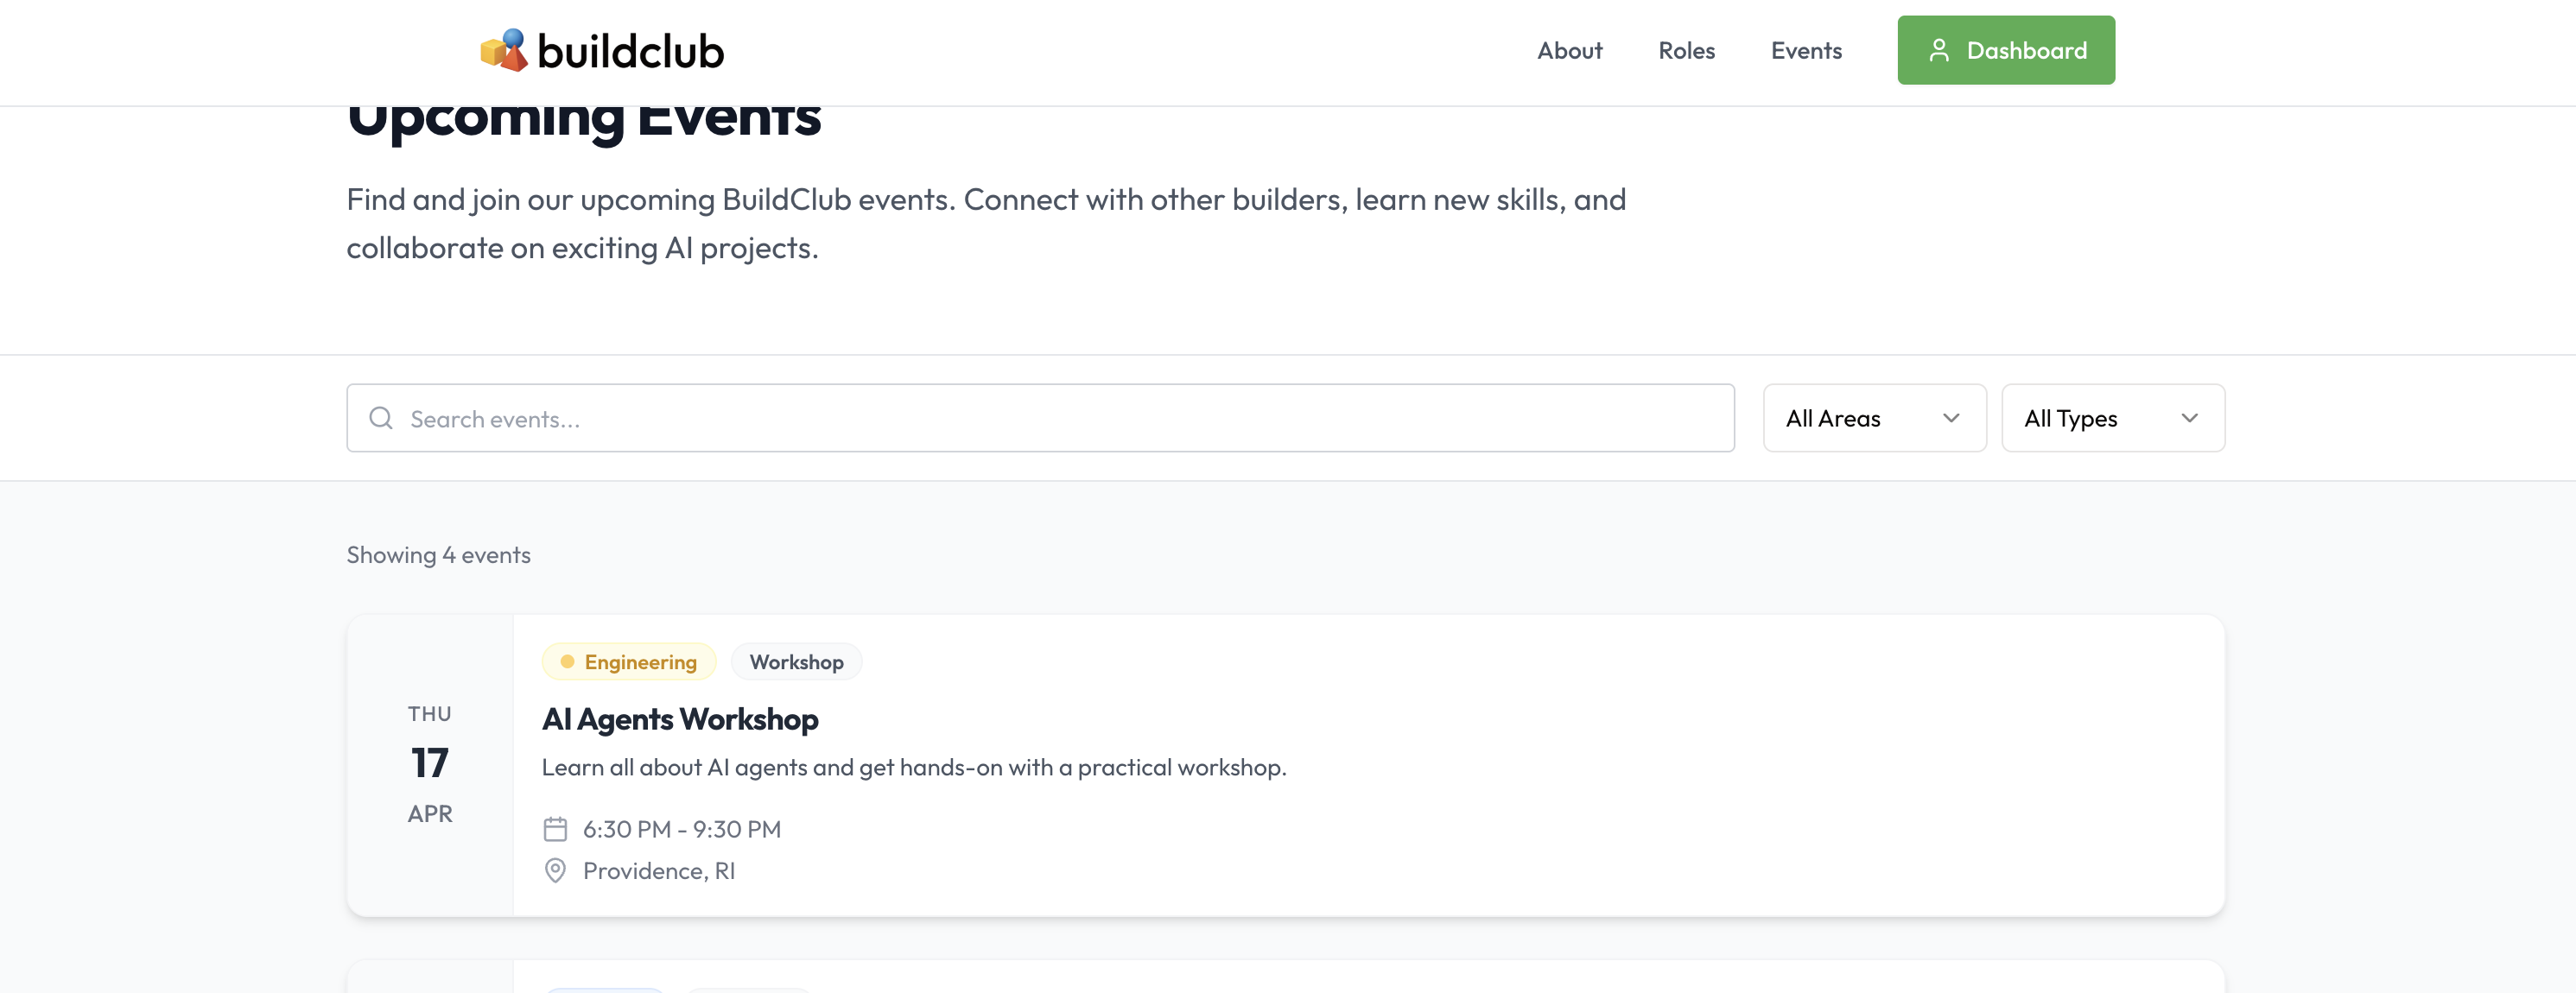 buildclub
About
Roles
Events
Dashboard
Upcoming Events
Find and join our upcoming BuildClub events. Connect with other builders, learn new skills, and
collaborate on exciting AI projects.
Search events...
All Areas
All Types
Showing 4 events
THU
17
APR
Engineering
Workshop
AI Agents Workshop
Learn all about AI agents and get hands-on with a practical workshop.
6:30 PM - 9:30 PM
Providence, RI